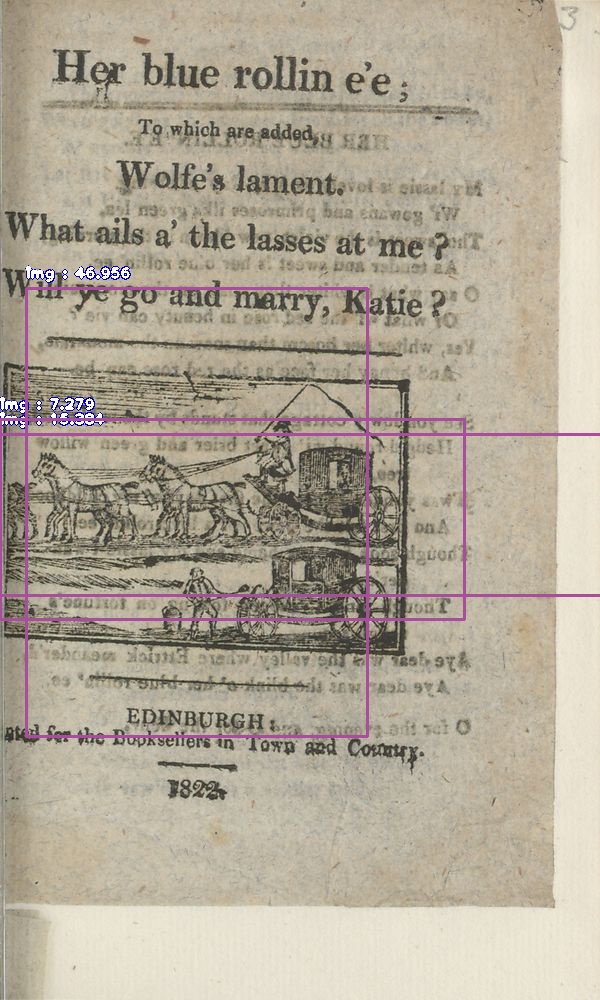 3
Her blue rollin e'e;
To which are added,
Wolfe's lament.
What ails a' the lasses at me?
Img : 46.956
Will ye go and marry, Katie?
Img : 7.279
Img : 15.384
EDINBURGH:
for the Booksellers in Town and Country.
1822.